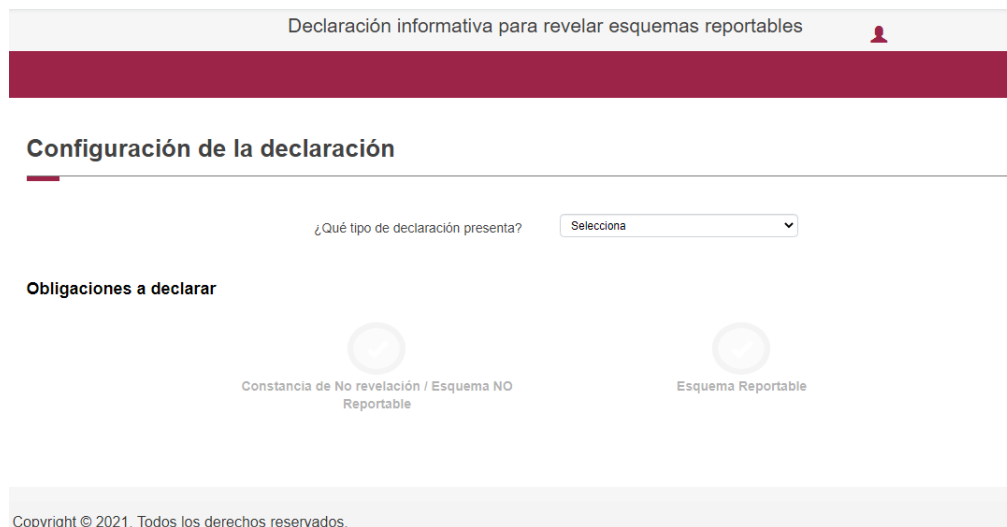 Declaración informativa para revelar esquemas reportables
Configuración de la declaración
¿Qué tipo de declaración presenta?
Selecciona
Obligaciones a declarar
Constancia de No revelación / Esquema NO
Reportable
Esquema Reportable
Copyright © 2021. Todos los derechos reservados.